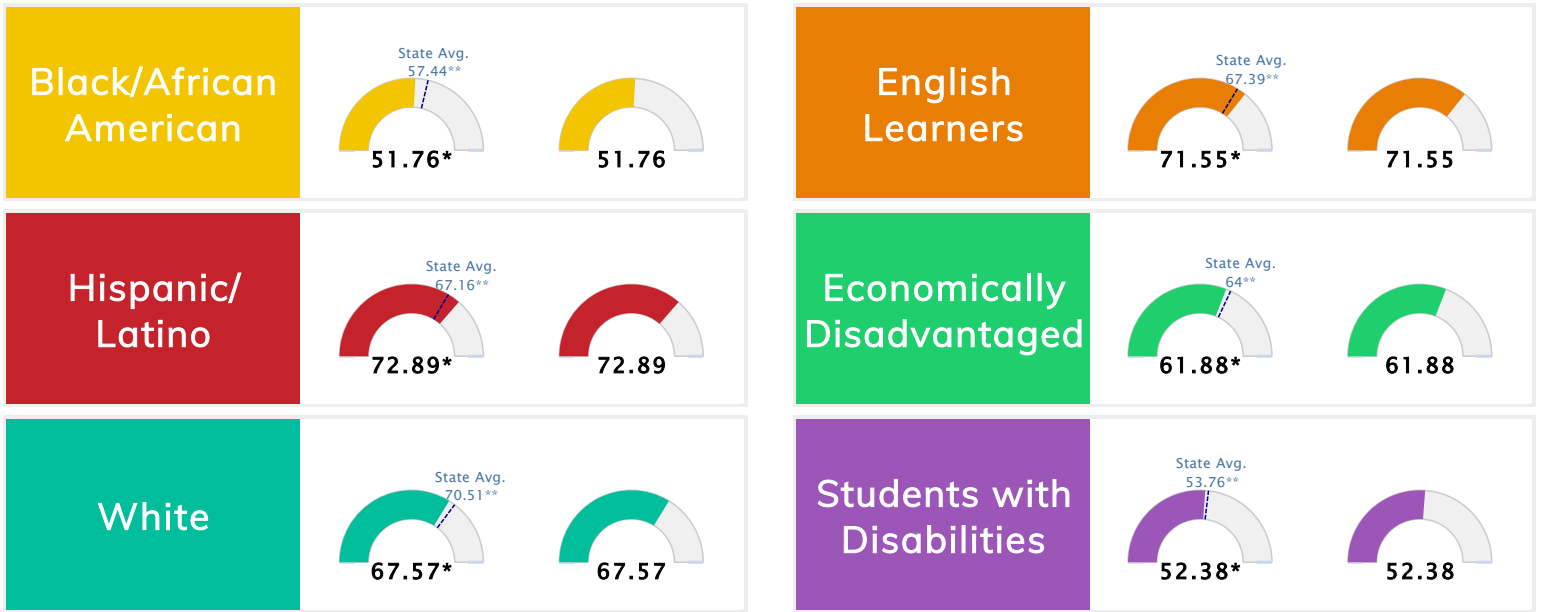 Black/African
American
State Avg.
57.44**
51.76*
51.76
English
Learners
State Avg.
67.39**
71.55*
71.55
Hispanic/
Latino
State Avg.
67.16**
72.89*
72.89
Economically
Disadvantaged
State Avg.
64**
61.88*
61.88
White
State Avg.
70.51**
67.57*
67.57
Students with
Disabilities
State Avg.
53.76**
52.38*
52.38